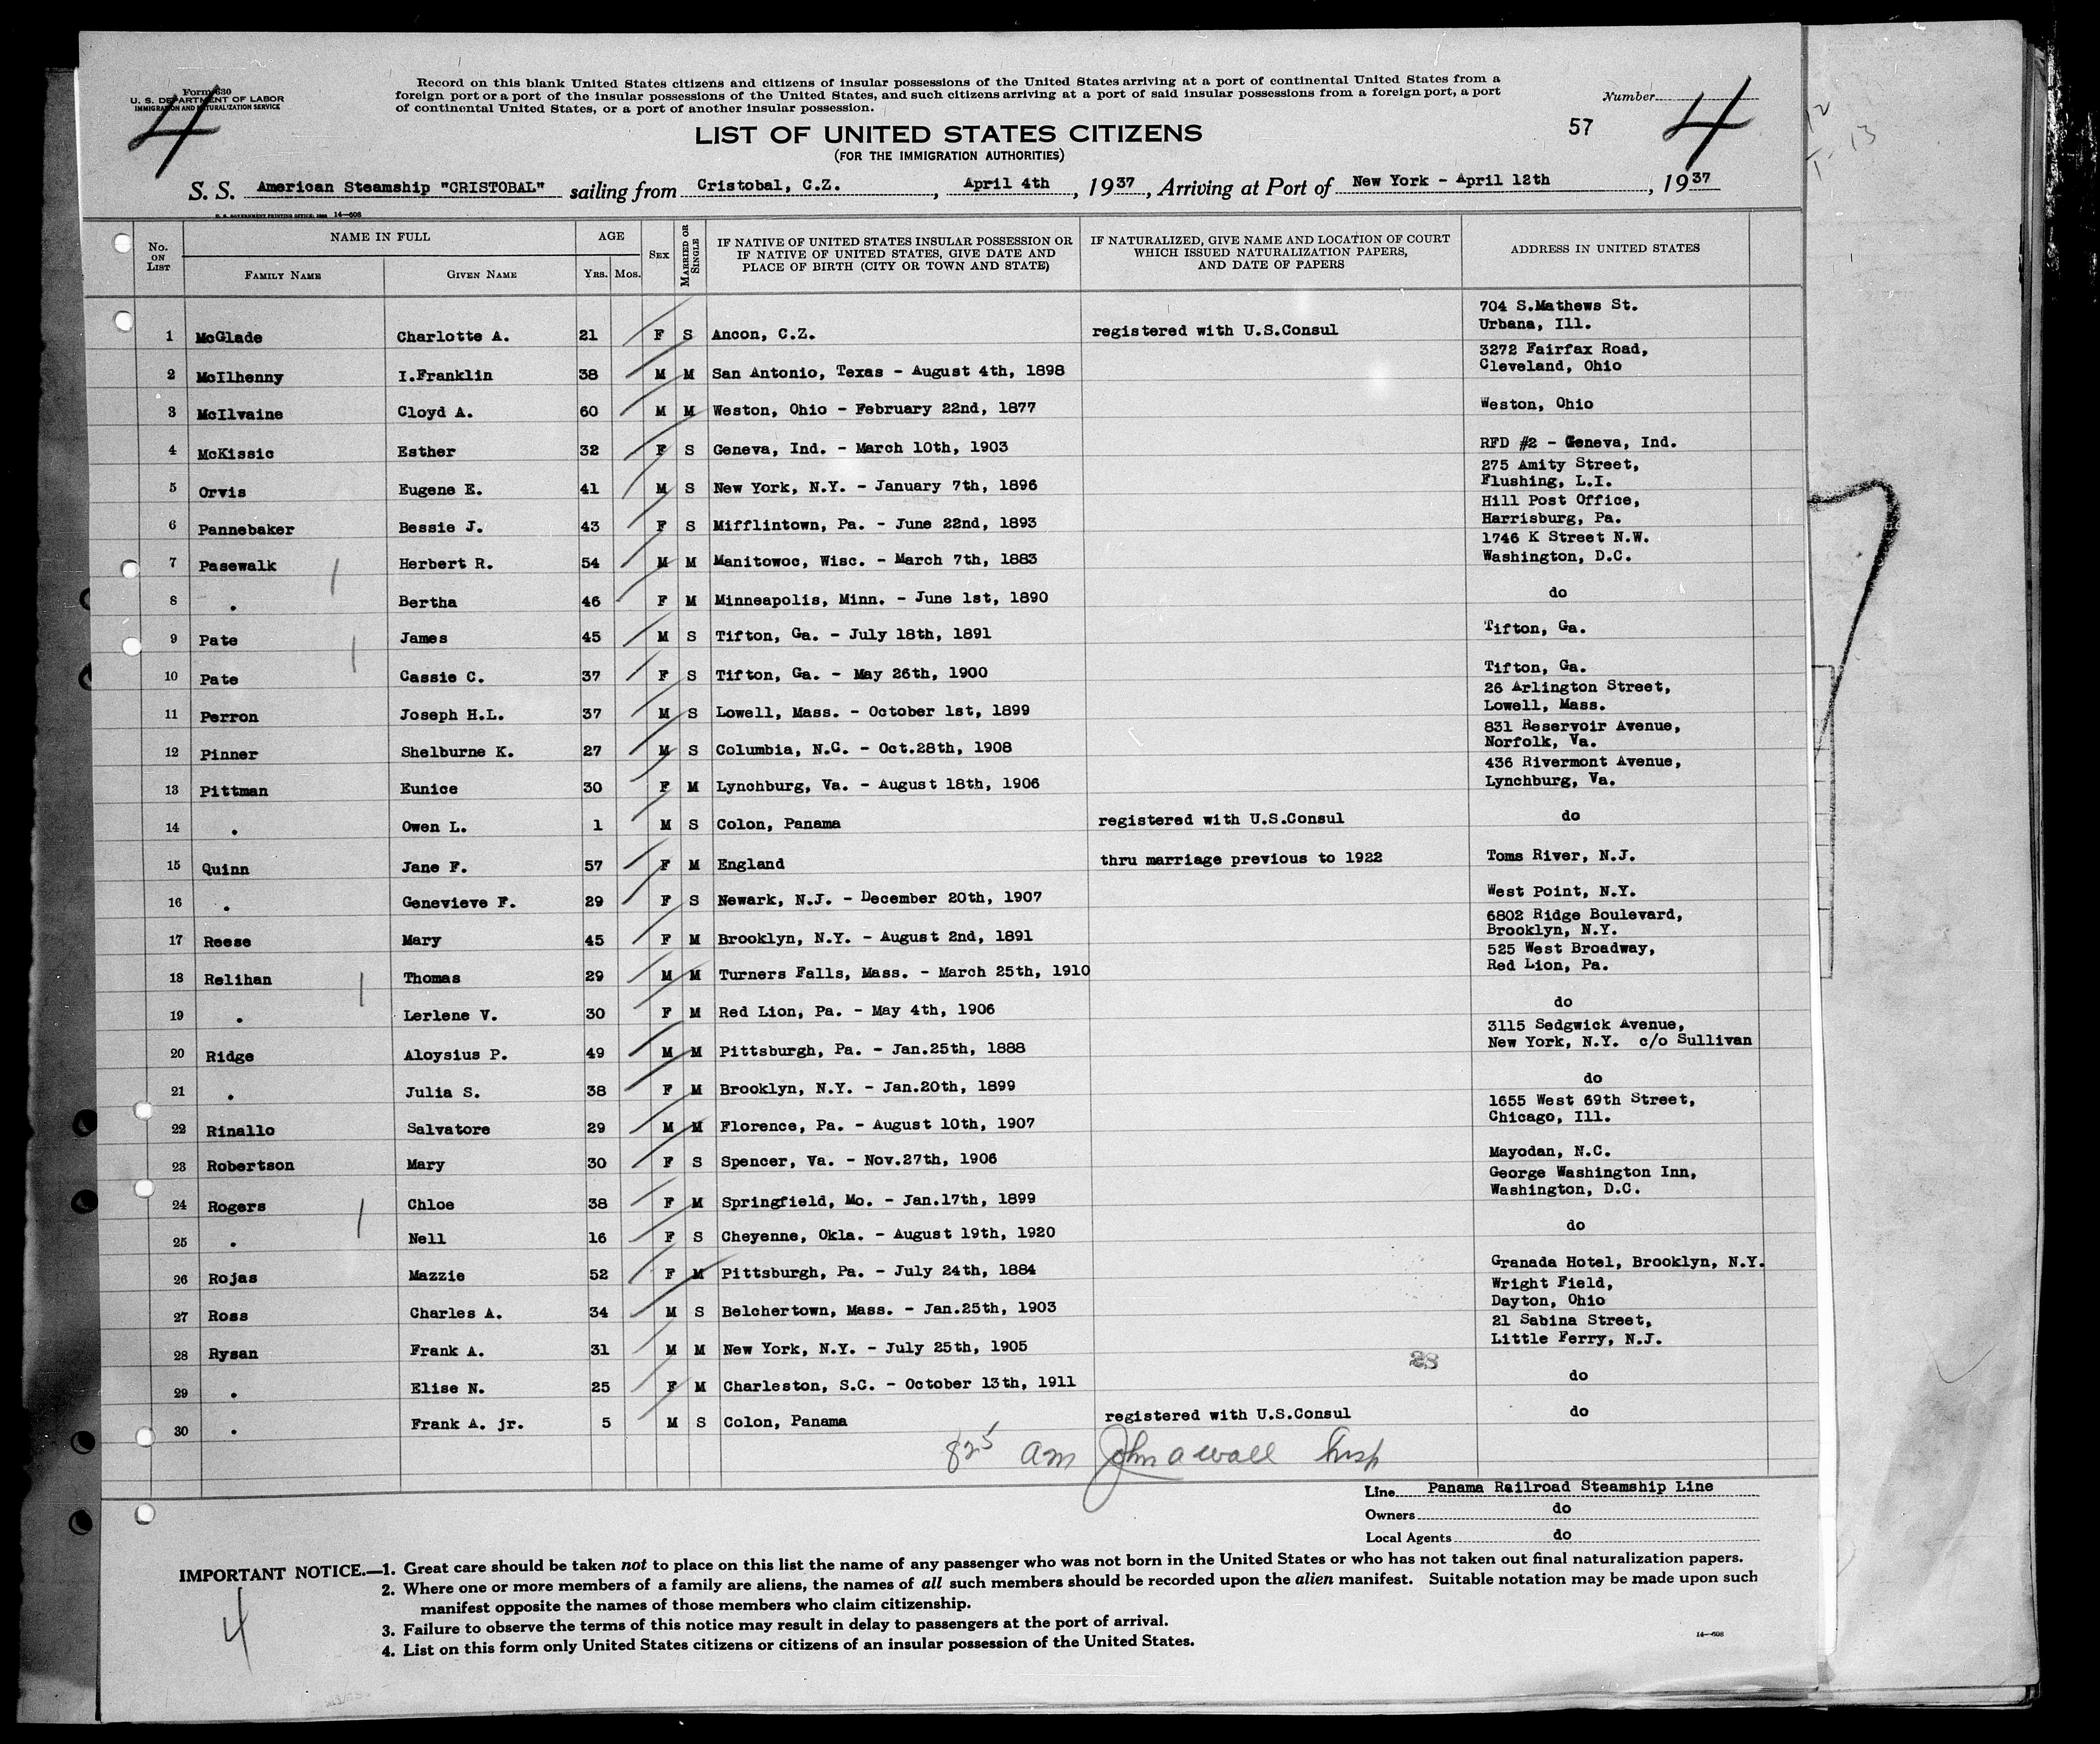 Form 630
U. S. DEPARTMENT OF LABOR
IMMIGRATION AND NATURALIZATION SERVICE
4
Record on this blank United States citizens and citizens of insular possessions of the United States arriving at a port of continental United States from a
foreign port or a port of the insular possessions of the United States, and such citizens arriving at a port of said insular possessions from a foreign port, a port
of continental United States, or a port of another insular possession.
Number
4
57
LIST OF UNITED STATES CITIZENS
(FOR THE IMMIGRATION AUTHORITIES)
S. S. American Steamship "CRISTOBAL" sailing from Cristobal, C.Z., April 4th, 1937, Arriving at Port of New York - April 12th, 1937
14-608
No. ON LIST NAME IN FULL AGE SEX MARRIED OR SINGLE IF NATIVE OF UNITED STATES INSULAR POSSESSION OR IF NATIVE OF UNITED STATES, GIVE DATE AND PLACE OF BIRTH (CITY OR TOWN AND STATE) IF NATURALIZED, GIVE NAME AND LOCATION OF COURT WHICH ISSUED NATURALIZATION PAPERS, AND DATE OF PAPERS ADDRESS IN UNITED STATES
FAMILY NAME GIVEN NAME YRS. MOS.
1 McGlade Charlotte A. 21 F S Ancon, C.Z. registered with U.S.Consul 704 S.Mathews St. Urbana, Ill.
2 McIlhenny I.Franklin 38 M M San Antonio, Texas - August 4th, 1898 3272 Fairfax Road, Cleveland, Ohio
3 McIlvaine Cloyd A. 60 M M Weston, Ohio - February 22nd, 1877 Weston, Ohio
4 McKissic Esther 32 F S Geneva, Ind. - March 10th, 1903 RFD #2 - Geneva, Ind.
5 Orvis Eugene E. 41 M S New York, N.Y. - January 7th, 1896 275 Amity Street, Flushing, L.I.
6 Pannebaker Bessie J. 43 F S Mifflintown, Pa. - June 22nd, 1893 Hill Post Office, Harrisburg, Pa.
7 Pasewalk Herbert R. 54 M M Manitowoc, Wisc. - March 7th, 1883 1746 K Street N.W. Washington, D.C.
8 . Bertha 46 F M Minneapolis, Minn. - June 1st, 1890 do
9 Pate James 45 M S Tifton, Ga. - July 18th, 1891 Tifton, Ga.
10 Pate Cassie C. 37 F S Tifton, Ga. - May 26th, 1900 Tifton, Ga.
11 Perron Joseph H.L. 37 M S Lowell, Mass. - October 1st, 1899 26 Arlington Street, Lowell, Mass.
12 Pinner Shelburne K. 27 M S Columbia, N.C. - Oct.28th, 1908 831 Reservoir Avenue, Norfolk, Va.
13 Pittman Eunice 30 F M Lynchburg, Va. - August 18th, 1906 436 Rivermont Avenue, Lynchburg, Va.
14 . Owen L. 1 M S Colon, Panama registered with U.S.Consul do
15 Quinn Jane F. 57 F M England thru marriage previous to 1922 Toms River, N.J.
16 . Genevieve F. 29 F S Newark, N.J. - December 20th, 1907 West Point, N.Y.
17 Reese Mary 45 F M Brooklyn, N.Y. - August 2nd, 1891 6802 Ridge Boulevard, Brooklyn, N.Y.
18 Relihan Thomas 29 M M Turners Falls, Mass. - March 25th, 1910 525 West Broadway, Red Lion, Pa.
19 . Lerlene V. 30 F M Red Lion, Pa. - May 4th, 1906 do
20 Ridge Aloysius P. 49 M M Pittsburgh, Pa. - Jan.25th, 1888 3115 Sedgwick Avenue, New York, N.Y. c/o Sullivan
21 . Julia S. 38 F M Brooklyn, N.Y. - Jan.20th, 1899 do
22 Rinallo Salvatore 29 M M Florence, Pa. - August 10th, 1907 1655 West 69th Street, Chicago, Ill.
23 Robertson Mary 30 F S Spencer, Va. - Nov.27th, 1906 Mayodan, N.C.
24 Rogers Chloe 38 F M Springfield, Mo. - Jan.17th, 1899 George Washington Inn, Washington, D.C.
25 . Nell 16 F S Cheyenne, Okla. - August 19th, 1920 do
26 Rojas Mazzie 52 F M Pittsburgh, Pa. - July 24th, 1884 Granada Hotel, Brooklyn, N.Y.
27 Ross Charles A. 34 M S Belchertown, Mass. - Jan.25th, 1903 Wright Field, Dayton, Ohio
28 Rysan Frank A. 31 M M New York, N.Y. - July 25th, 1905 21 Sabina Street, Little Ferry, N.J.
28
29 . Elise N. 25 F M Charleston, S.C. - October 13th, 1911 do
30 . Frank A. jr. 5 M S Colon, Panama registered with U.S.Consul do
825 am John a wall Insp
Line Panama Railroad Steamship Line
Owners do
Local Agents do
IMPORTANT NOTICE.—1. Great care should be taken not to place on this list the name of any passenger who was not born in the United States or who has not taken out final naturalization papers.
2. Where one or more members of a family are aliens, the names of all such members should be recorded upon the alien manifest. Suitable notation may be made upon such
manifest opposite the names of those members who claim citizenship.
3. Failure to observe the terms of this notice may result in delay to passengers at the port of arrival.
4. List on this form only United States citizens or citizens of an insular possession of the United States.
4
14-608